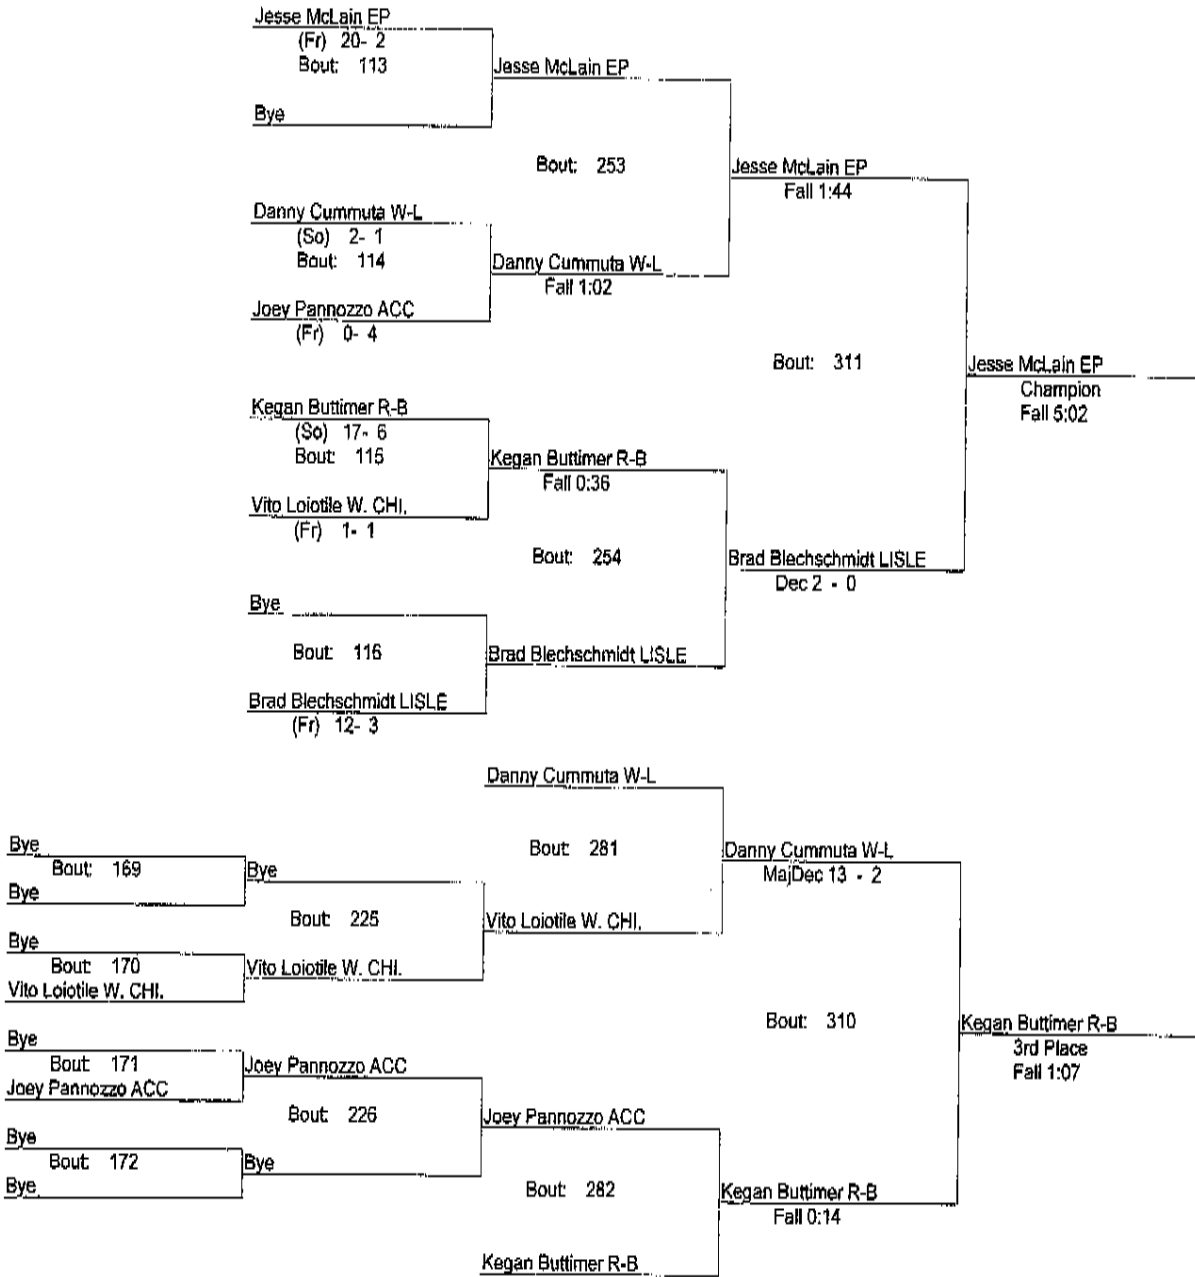 Jesse McLain EP
(Fr) 20- 2
Bout: 113
Jesse McLain EP
Bye
Bout: 253
Jesse McLain EP
Fall 1:44
Danny Cummuta W-L
(So) 2- 1
Bout: 114
Danny Cummuta W-L
Fall 1:02
Joey Pannozzo ACC
(Fr) 0- 4
Bout: 311
Jesse McLain EP
Champion
Fall 5:02
Kegan Buttimer R-B
(So) 17- 6
Bout: 115
Kegan Buttimer R-B
Fall 0:36
Vito Loiotile W. CHI.
(Fr) 1- 1
Bout: 254
Brad Blechschmidt LISLE
Dec 2 - 0
Bye
Bout: 116
Brad Blechschmidt LISLE
Brad Blechschmidt LISLE
(Fr) 12- 3
Danny Cummuta W-L
Bout: 281
Danny Cummuta W-L
MajDec 13 - 2
Bye
Bout: 169
Bye
Bye
Bout: 225
Vito Loiotile W. CHI.
Bye
Bout: 170
Vito Loiotile W. CHI.
Vito Loiotile W. CHI.
Bout: 310
Kegan Buttimer R-B
3rd Place
Fall 1:07
Bye
Bout: 171
Joey Pannozzo ACC
Joey Pannozzo ACC
Bout: 226
Joey Pannozzo ACC
Bye
Bout: 172
Bye
Bye
Bout: 282
Kegan Buttimer R-B
Fall 0:14
Kegan Buttimer R-B